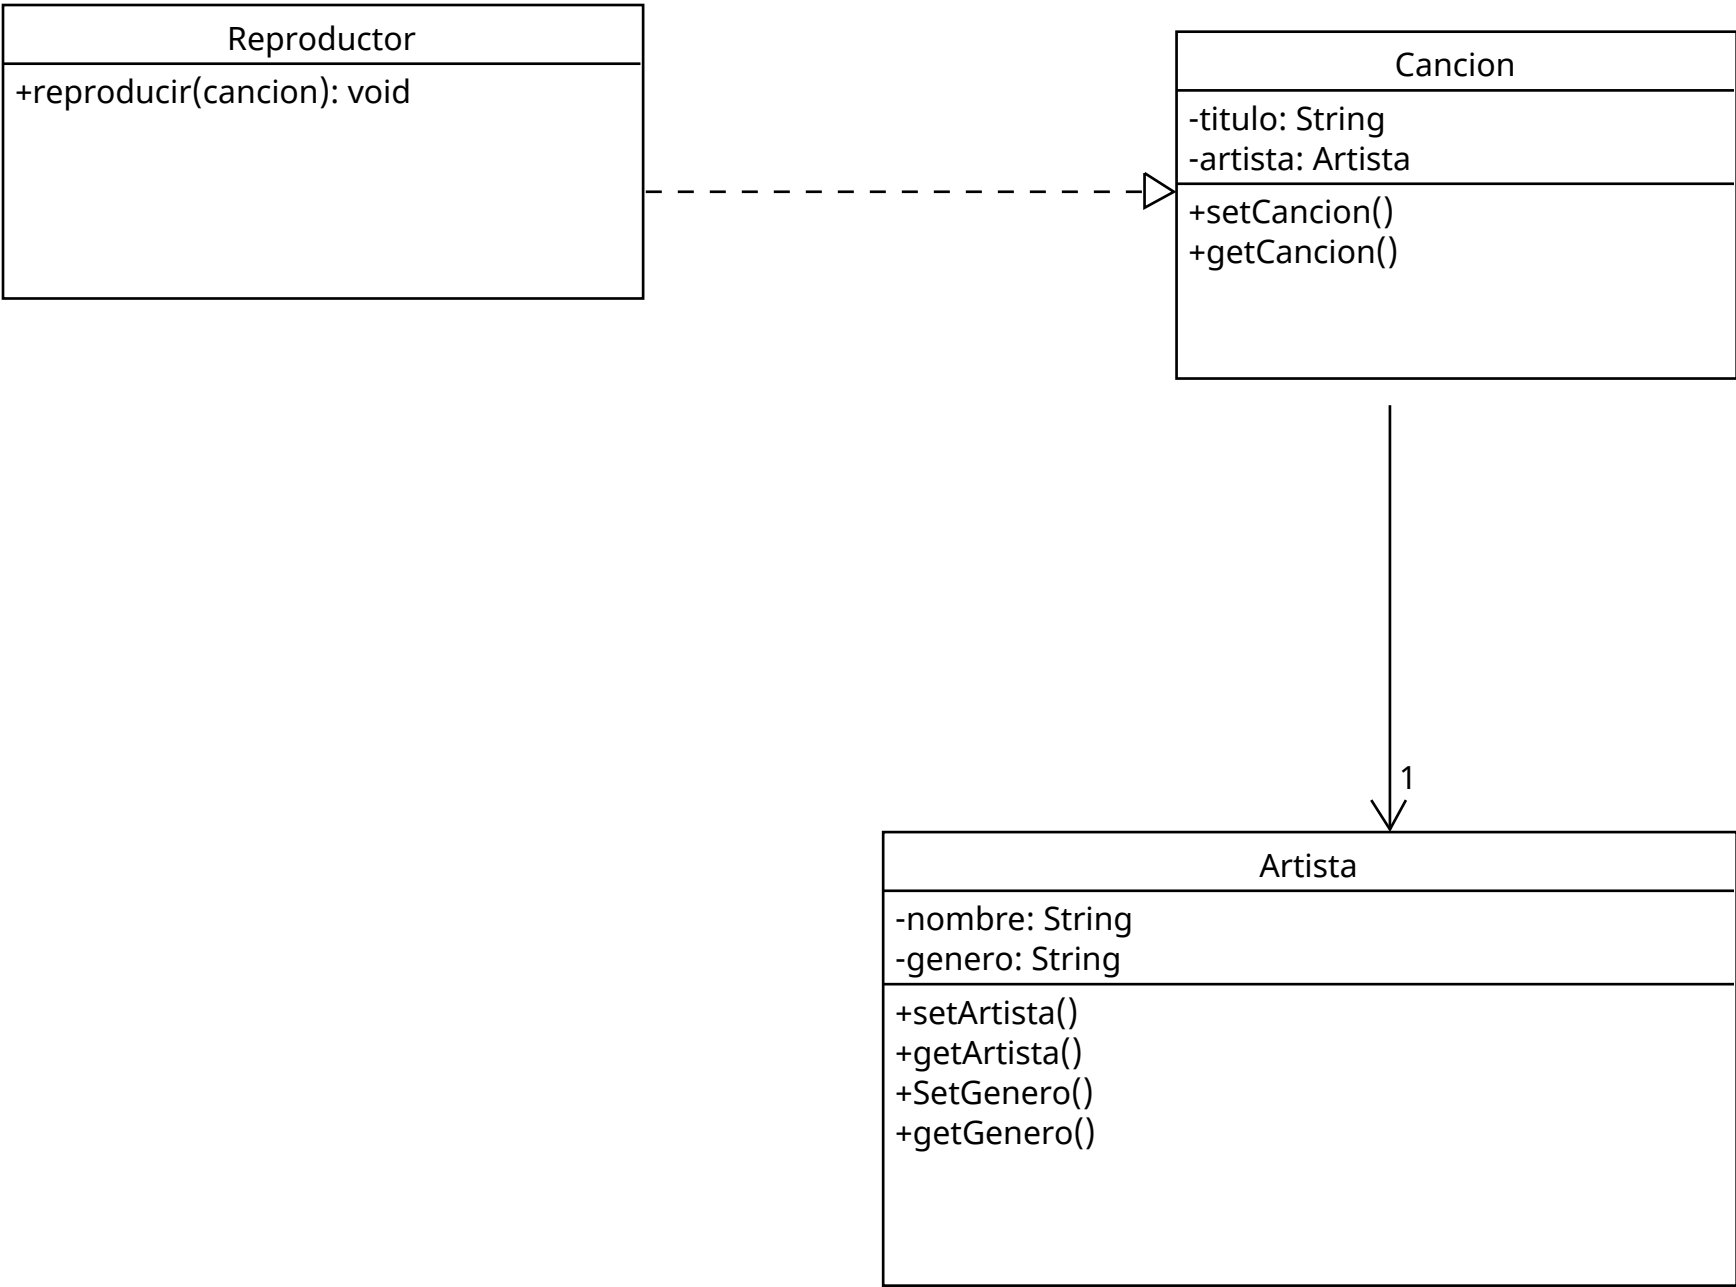 Reproductor
+reproducir(cancion): void
Cancion
-titulo: String
-artista: Artista
+setCancion()
+getCancion()
1
Artista
-nombre: String
-genero: String
+setArtista()
+getArtista()
+SetGenero()
+getGenero()